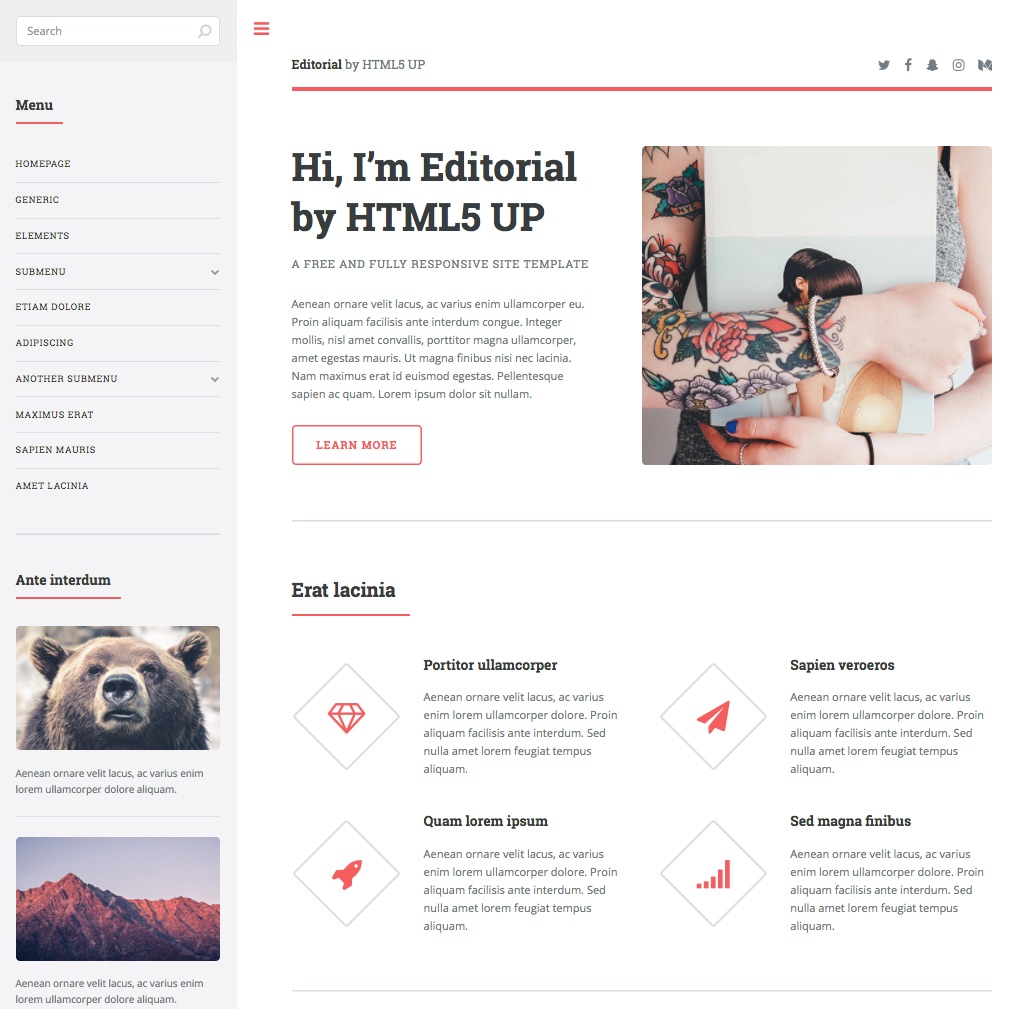 Search
Menu
HOMEPAGE
GENERIC
ELEMENTS
SUBMENU
ETIAM DOLORE
ADIPISCING
ANOTHER SUBMENU
MAXIMUS ERAT
SAPIEN MAURIS
AMET LACINIA
Ante interdum
Aenean ornare velit lacus, ac varius enim
lorem ullamcorper dolore aliquam.
Aenean ornare velit lacus, ac varius enim
lorem ullamcorper dolore aliquam.
Editorial by HTML5 UP
Hi, I’m Editorial
by HTML5 UP
A FREE AND FULLY RESPONSIVE SITE TEMPLATE
Aenean ornare velit lacus, ac varius enim ullamcorper eu.
Proin aliquam facilisis ante interdum congue. Integer
mollis, nisl amet convallis, porttitor magna ullamcorper,
amet egestas mauris. Ut magna finibus nisi nec lacinia.
Nam maximus erat id euismod egestas. Pellentesque
sapien ac quam. Lorem ipsum dolor sit nullam.
LEARN MORE
Erat lacinia
Portitor ullamcorper
Aenean ornare velit lacus, ac varius
enim lorem ullamcorper dolore. Proin
aliquam facilisis ante interdum. Sed
nulla amet lorem feugiat tempus
aliquam.
Sapien veroeros
Aenean ornare velit lacus, ac varius
enim lorem ullamcorper dolore. Proin
aliquam facilisis ante interdum. Sed
nulla amet lorem feugiat tempus
aliquam.
Quam lorem ipsum
Aenean ornare velit lacus, ac varius
enim lorem ullamcorper dolore. Proin
aliquam facilisis ante interdum. Sed
nulla amet lorem feugiat tempus
aliquam.
Sed magna finibus
Aenean ornare velit lacus, ac varius
enim lorem ullamcorper dolore. Proin
aliquam facilisis ante interdum. Sed
nulla amet lorem feugiat tempus
aliquam.